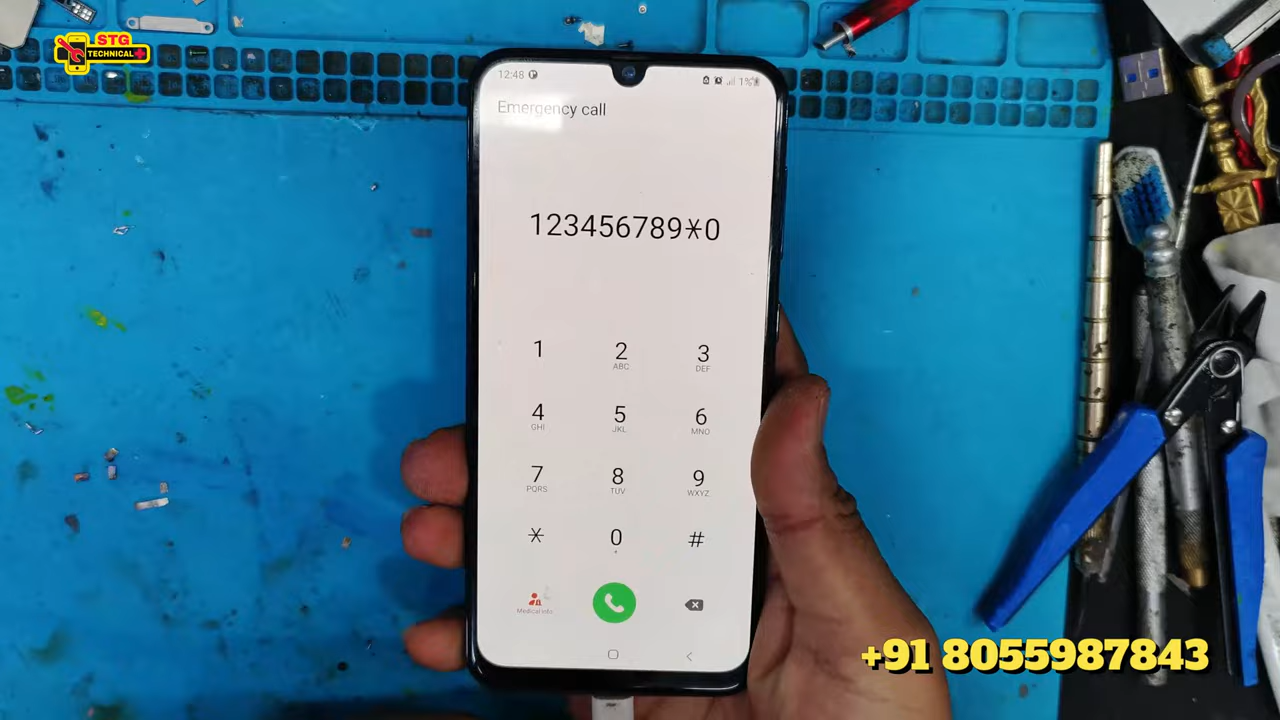 STG
TECHNICAL+
12:48
1%
Emergency call
123456789*0
1
2
3
ABC
DEF
4
5
6
GHI
JKL
MNO
7
8
9
PQRS
TUV
WXYZ
*
0
#
Medical info
+91 8055987843